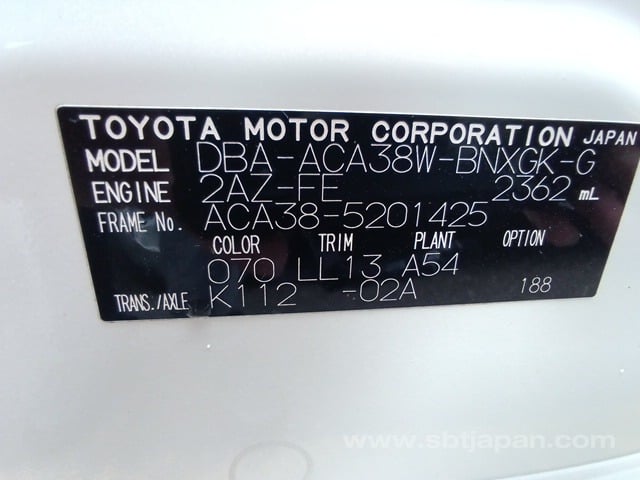 TOYOTA MOTOR CORPORATION JAPAN
MODEL DBA-ACA38W-BNXGK-G
ENGINE 2AZ-FE 2362 mL
FRAME No. ACA38-5201425
COLOR TRIM PLANT OPTION
070 LL13 A54
TRANS./AXLE K112 -02A 188
www.sbtjapan.com